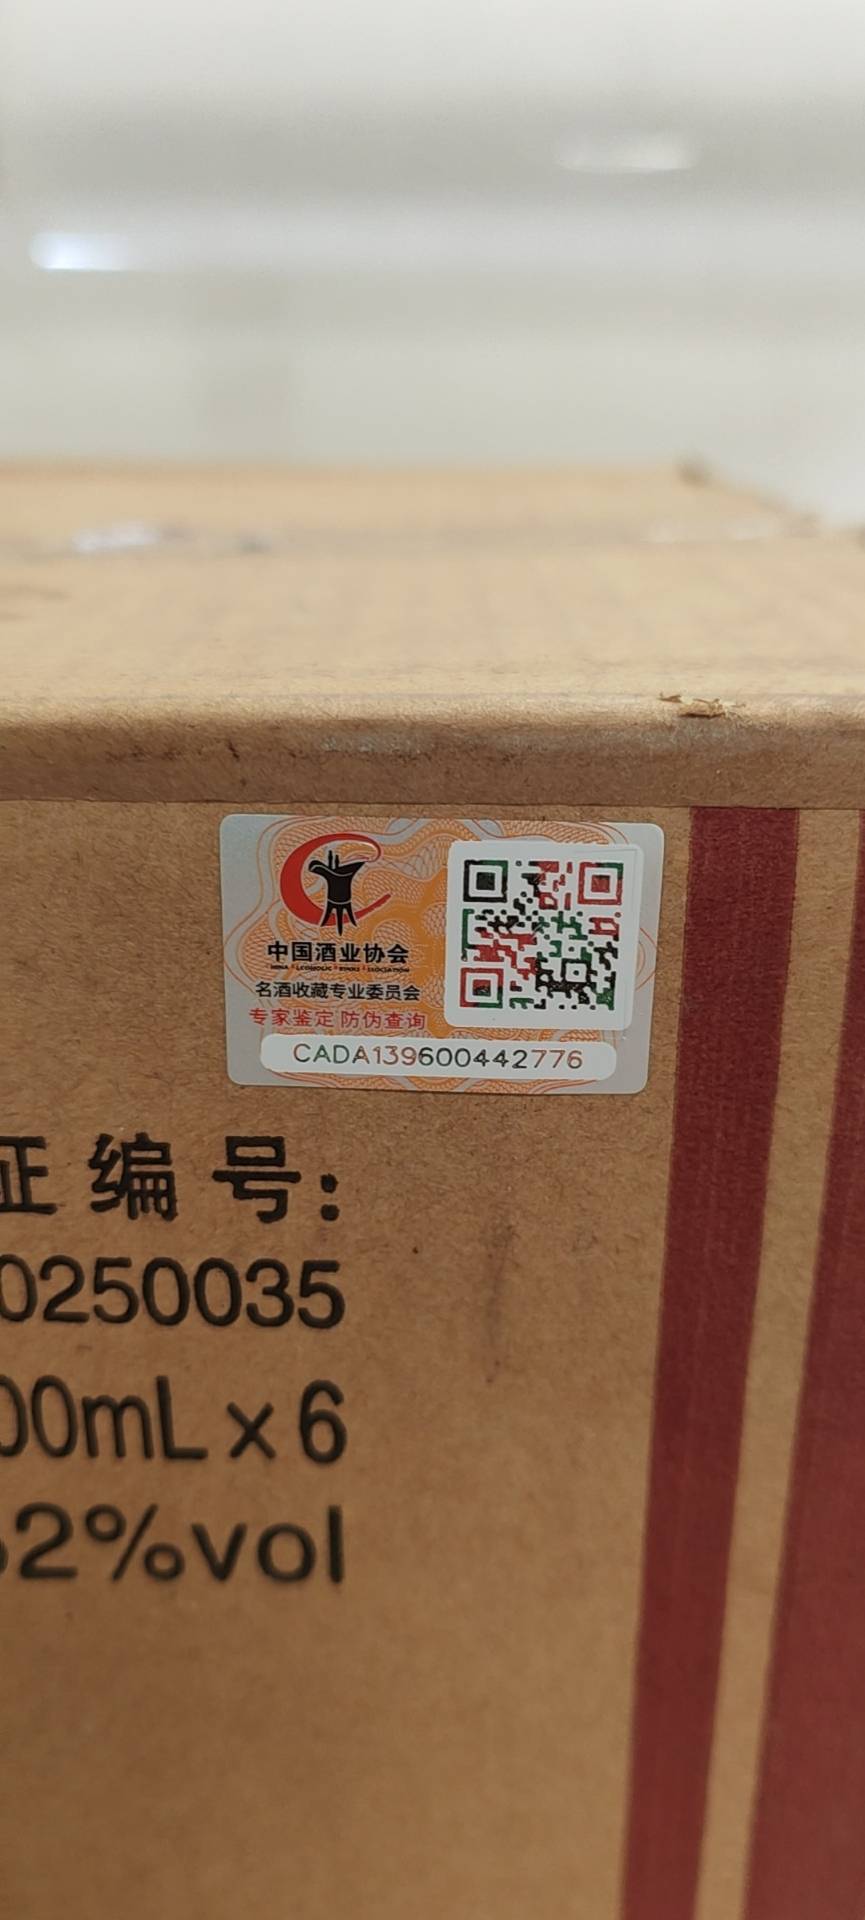 中国酒业协会
名酒收藏专业委员会
专家鉴定 防伪查询
CADA139600442776
证编号:
0250035
00mL×6
52%vol